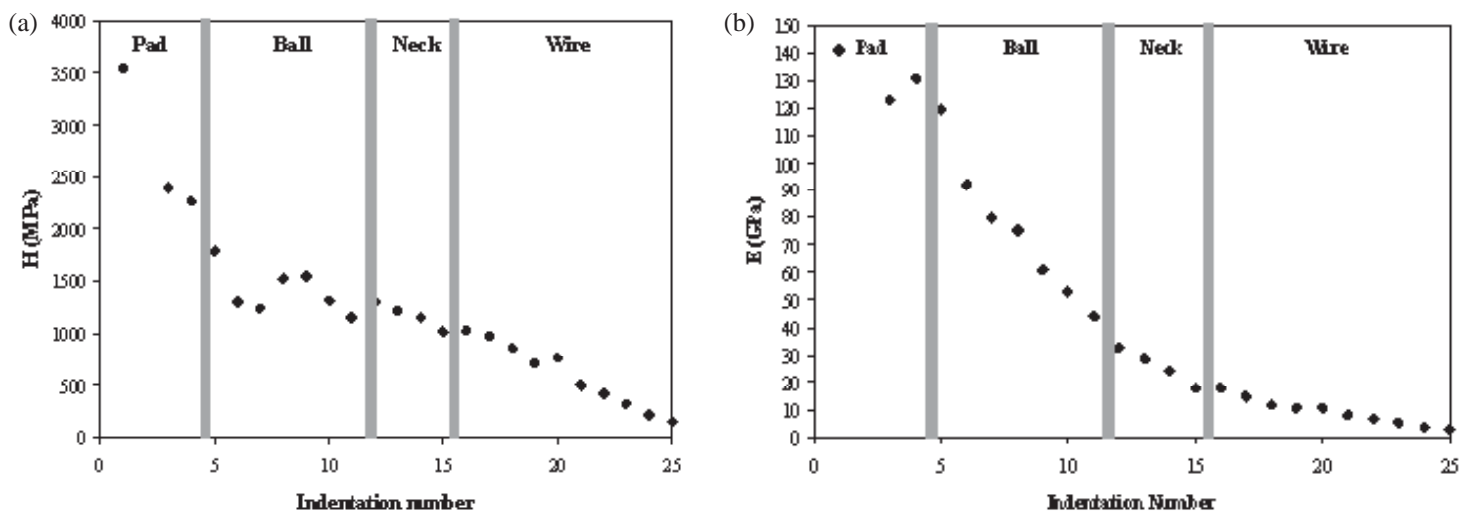 (a)
4000
3500
3000
2500
2000
1500
1000
500
0
H (MPa)
Pad Ball Neck Wire
0 5 10 15 20 25
Indentation number
(b)
150
140
130
120
110
100
90
80
70
60
50
40
30
20
10
0
E (GPa)
Pad Ball Neck Wire
0 5 10 15 20 25
Indentation Number